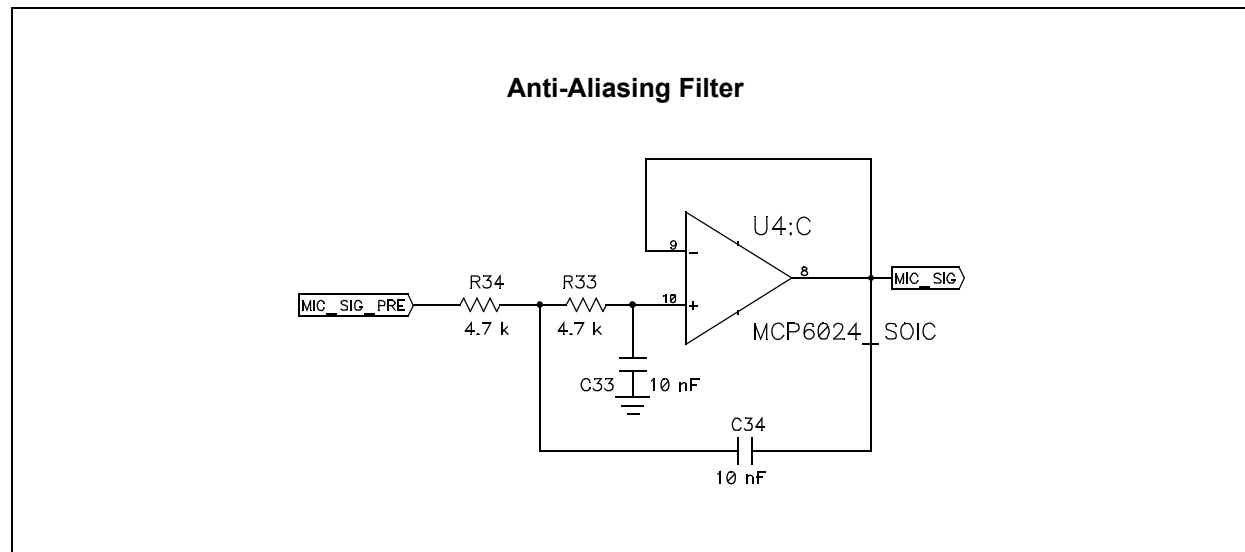 Anti-Aliasing Filter
U4:C
9
-
8
MIC_SIG
R34
R33
MIC_SIG_PRE
10
+
4.7 k
4.7 k
MCP6024_SOIC
C33
10 nF
C34
10 nF